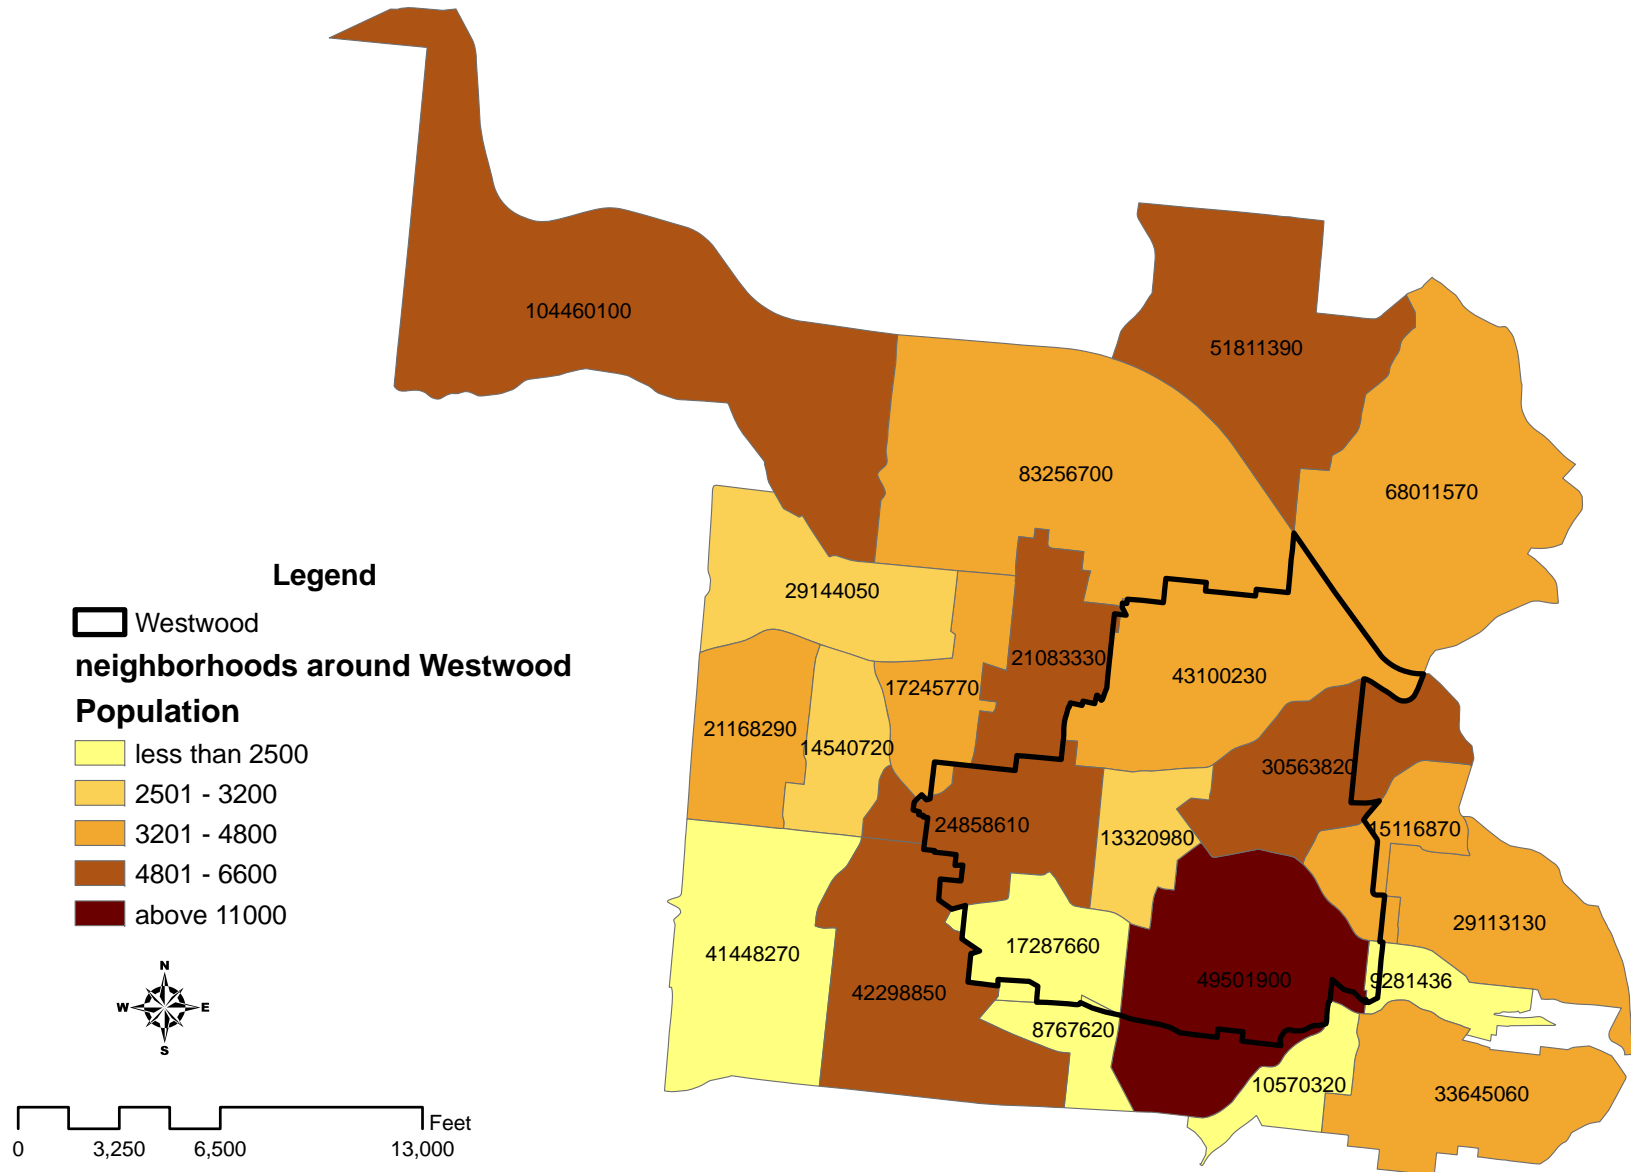 104460100
51811390
83256700
68011570
Legend
Westwood
neighborhoods around Westwood
Population
less than 2500
2501 - 3200
3201 - 4800
4801 - 6600
above 11000
29144050
21083330
43100230
17245770
21168290
14540720
30563820
24858610
13320980
15116870
29113130
17287660
41448270
42298850
49501900
9281436
8767620
10570320
33645060
N
W E
S
Feet
0 3,250 6,500 13,000